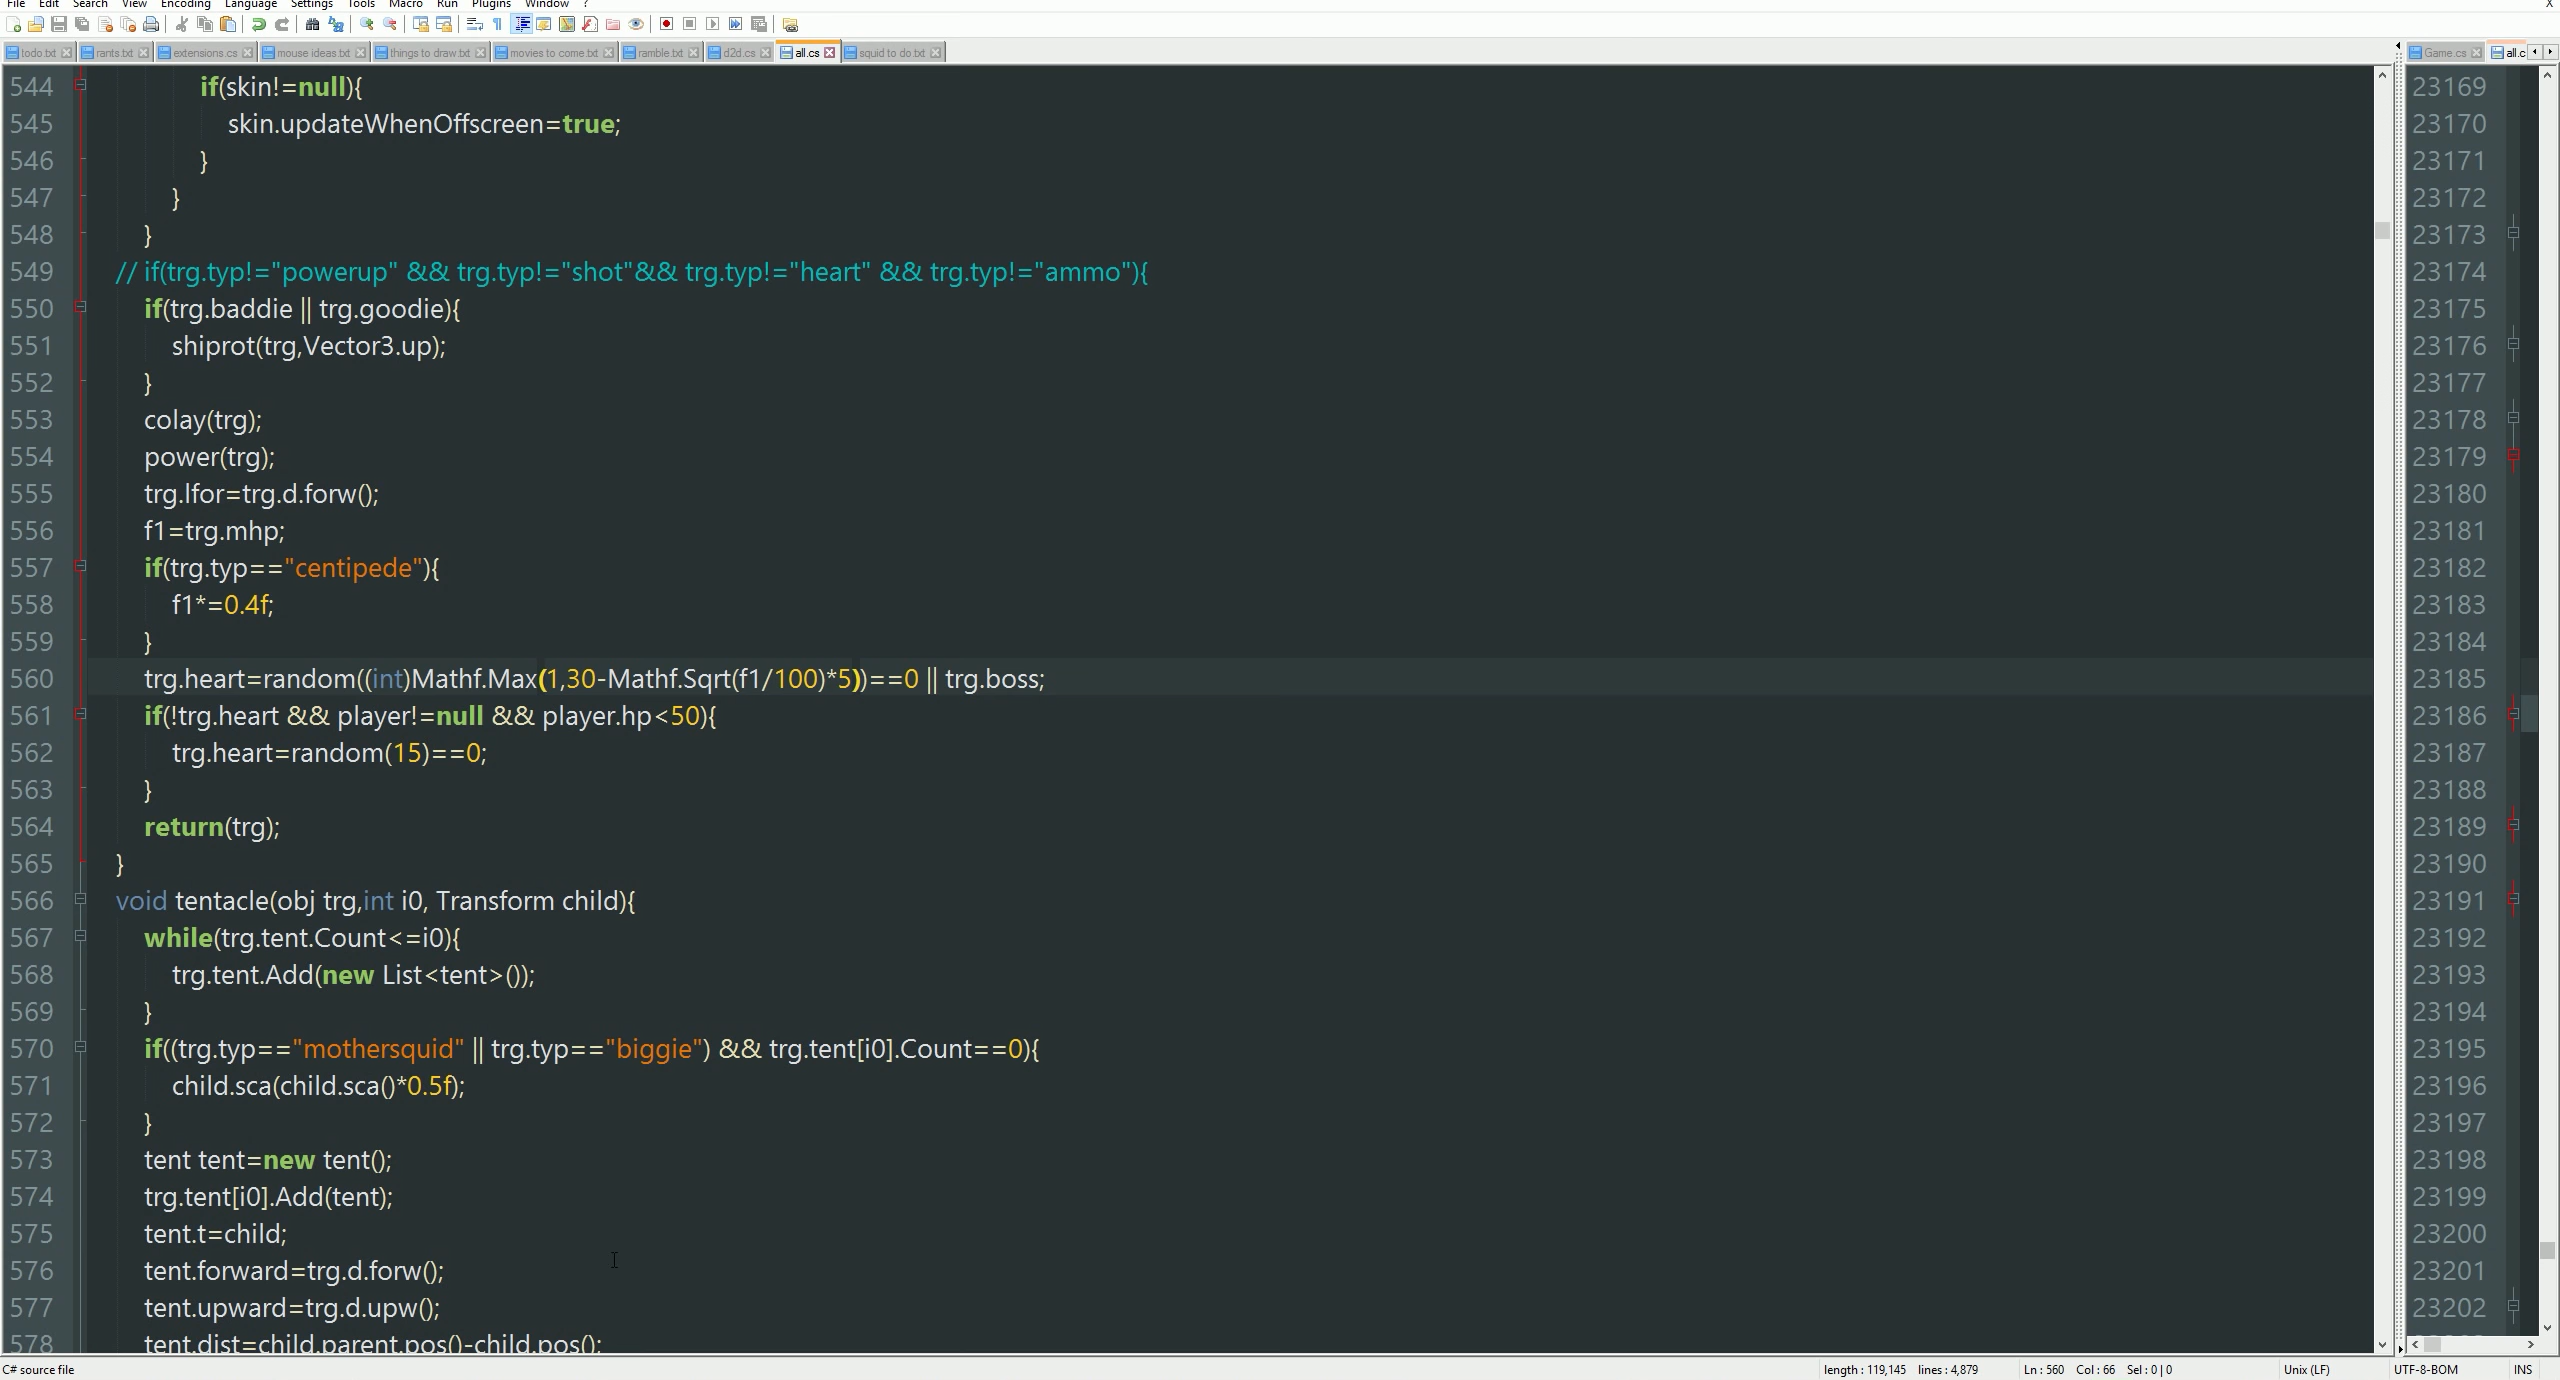 File Edit Search View Encoding Language Settings Tools Macro Run Plugins Window ? X
todo.txt rants.txt extensions.cs mouse ideas.txt things to draw.txt movies to come.txt ramble.txt d2d.cs all.cs squid to do.txt Game.cs all.c
544 if(skin!=null){
545 skin.updateWhenOffscreen=true;
546 }
547 }
548 }
549 // if(trg.typ!="powerup" && trg.typ!="shot"&& trg.typ!="heart" && trg.typ!="ammo"){
550 if(trg.baddie || trg.goodie){
551 shiprot(trg,Vector3.up);
552 }
553 colay(trg);
554 power(trg);
555 trg.lfor=trg.d.forw();
556 f1=trg.mhp;
557 if(trg.typ=="centipede"){
558 f1*=0.4f;
559 }
560 trg.heart=random((int)Mathf.Max(1,30-Mathf.Sqrt(f1/100)*5))==0 || trg.boss;
561 if(!trg.heart && player!=null && player.hp<50){
562 trg.heart=random(15)==0;
563 }
564 return(trg);
565 }
566 void tentacle(obj trg,int i0, Transform child){
567 while(trg.tent.Count<=i0){
568 trg.tent.Add(new List<tent>());
569 }
570 if((trg.typ=="mothersquid" || trg.typ=="biggie") && trg.tent[i0].Count==0){
571 child.sca(child.sca()*0.5f);
572 }
573 tent tent=new tent();
574 trg.tent[i0].Add(tent);
575 tent.t=child;
576 tent.forward=trg.d.forw();
577 tent.upward=trg.d.upw();
578 tent.dist=child.parent.pos()-child.pos();
23169
23170
23171
23172
23173
23174
23175
23176
23177
23178
23179
23180
23181
23182
23183
23184
23185
23186
23187
23188
23189
23190
23191
23192
23193
23194
23195
23196
23197
23198
23199
23200
23201
23202
C# source file length : 119,145 lines : 4,879 Ln : 560 Col : 66 Sel : 0 | 0 Unix (LF) UTF-8-BOM INS